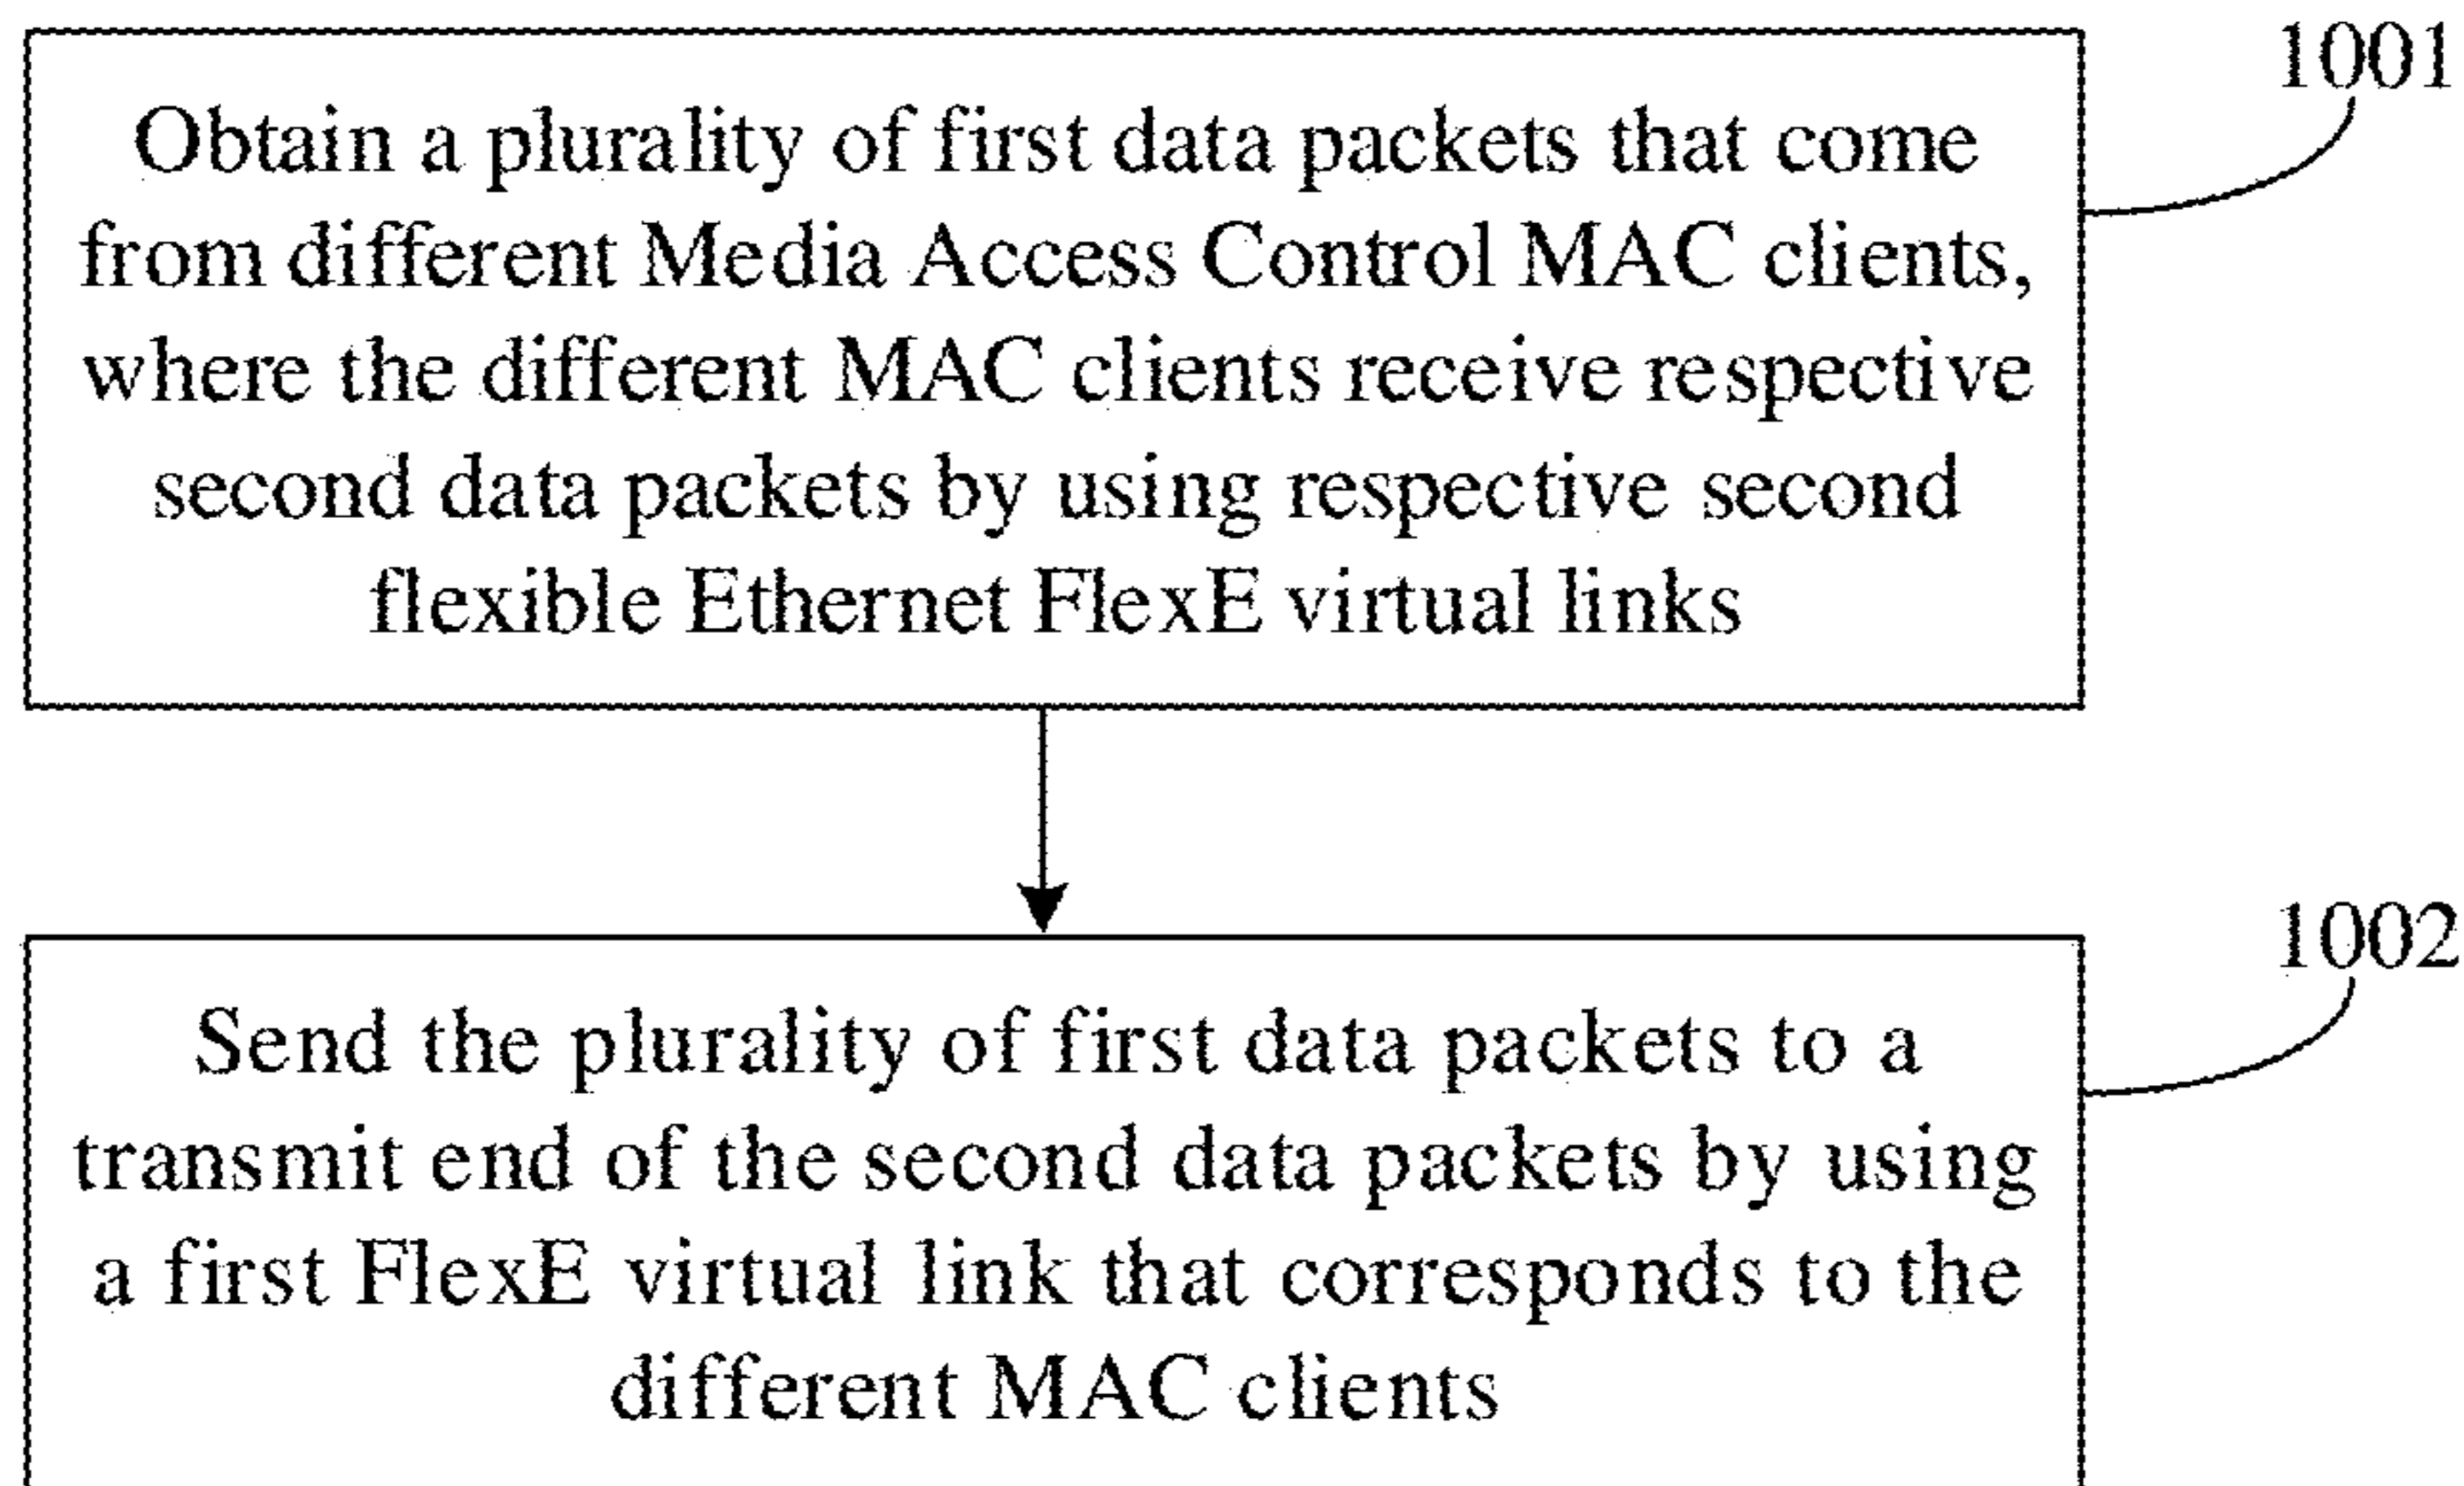 1001
Obtain a plurality of first data packets that come
from different Media Access Control MAC clients,
where the different MAC clients receive respective
second data packets by using respective second
flexible Ethernet FlexE virtual links
1002
Send the plurality of first data packets to a
transmit end of the second data packets by using
a first FlexE virtual link that corresponds to the
different MAC clients